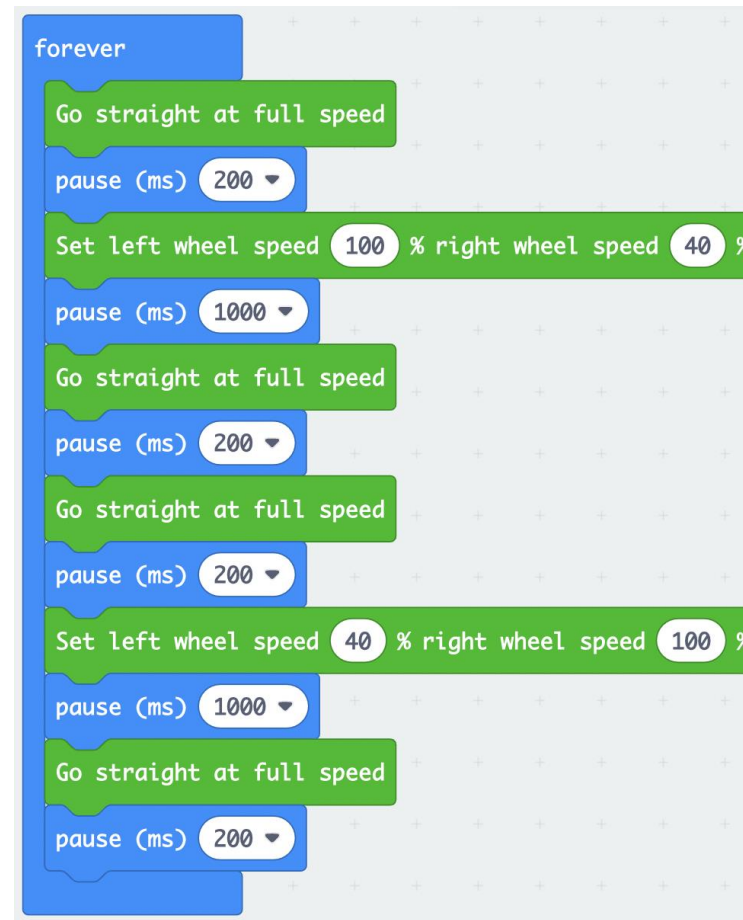 forever
Go straight at full speed
pause (ms) 200
Set left wheel speed 100 % right wheel speed 40 %
pause (ms) 1000
Go straight at full speed
pause (ms) 200
Go straight at full speed
pause (ms) 200
Set left wheel speed 40 % right wheel speed 100 %
pause (ms) 1000
Go straight at full speed
pause (ms) 200